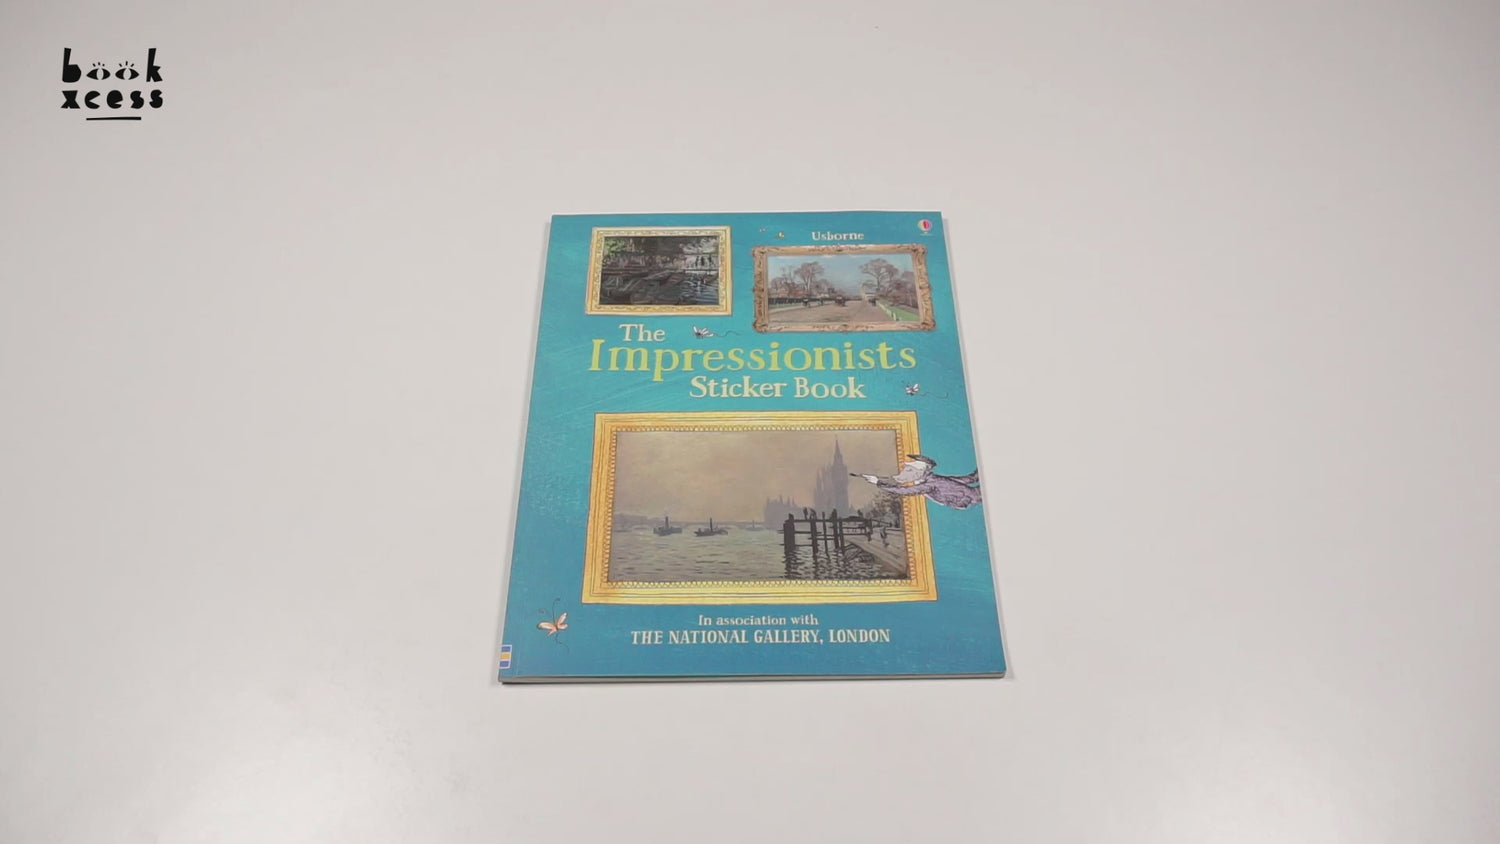 book
xcess
Usborne
The
Impressionists
Sticker Book
In association with
THE NATIONAL GALLERY, LONDON